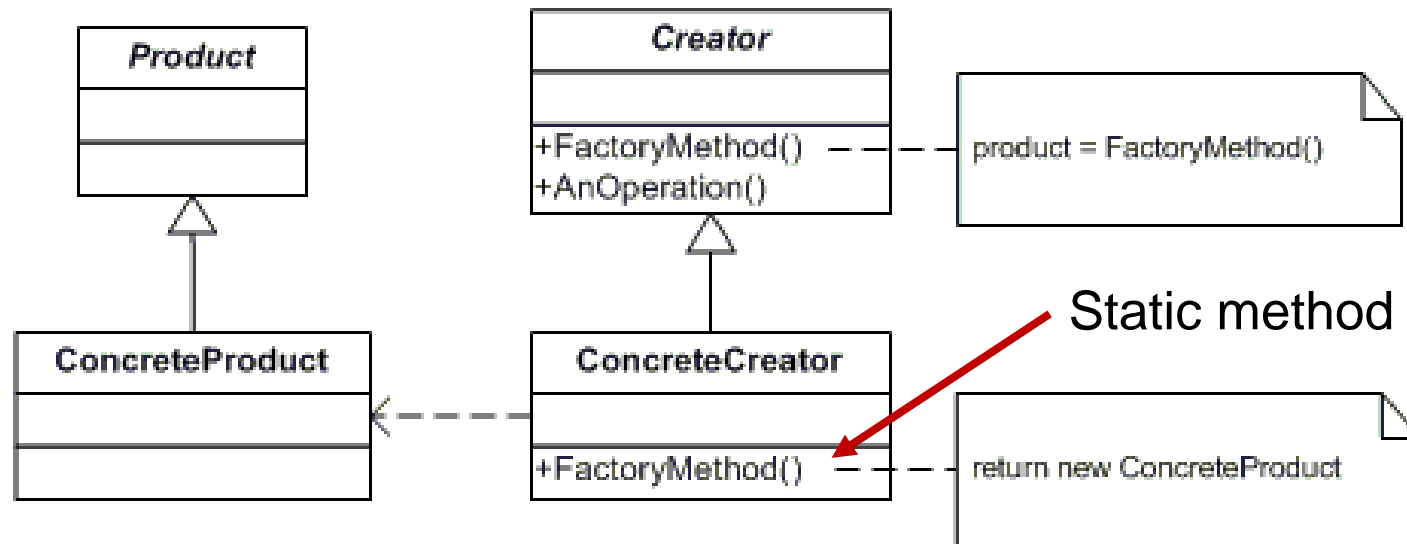 Product
Creator
+FactoryMethod()
+AnOperation()
product = FactoryMethod()
Static method
ConcreteProduct
ConcreteCreator
+FactoryMethod()
return new ConcreteProduct